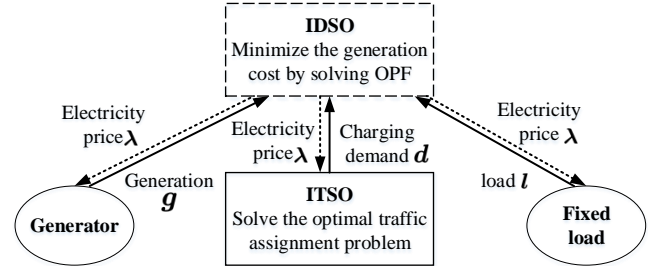 IDSO
Minimize the generation
cost by solving OPF
Electricity
price λ
Electricity
price λ
Charging
demand d
Electricity
price λ
Generation
g
load l
Generator
ITSO
Solve the optimal traffic
assignment problem
Fixed
load